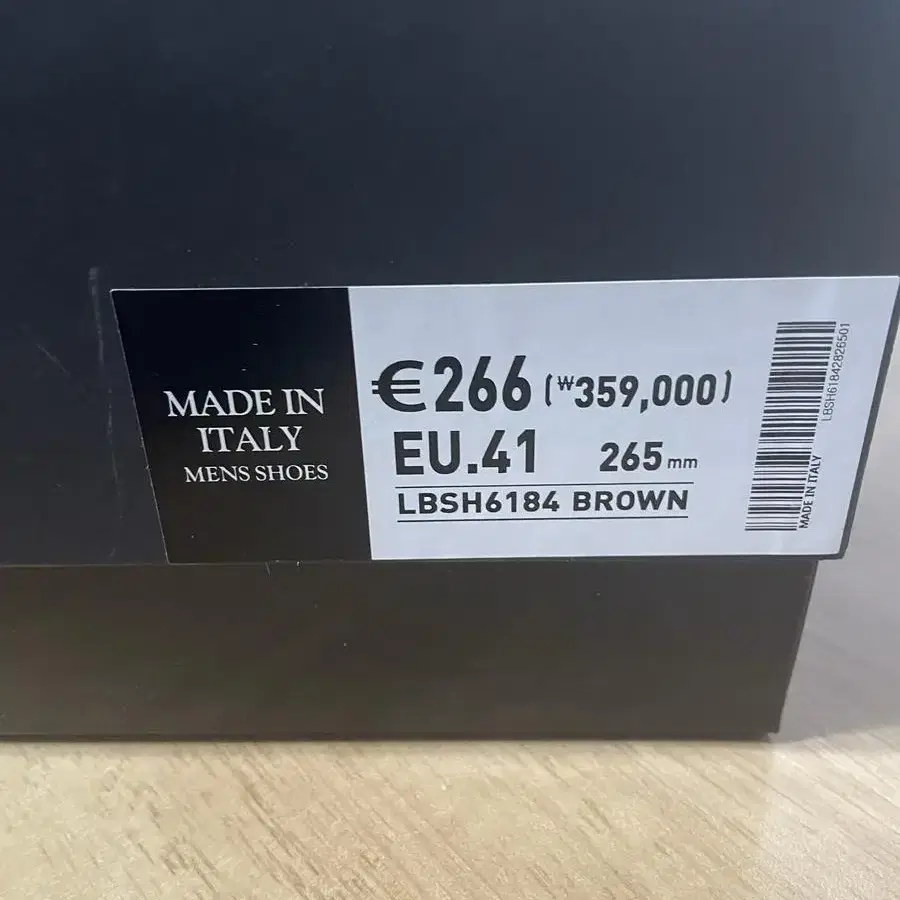 MADE IN
ITALY
MENS SHOES
€266 (₩359,000)
EU.41 265mm
LBSH6184 BROWN
LBSH61842826501
MADE IN ITALY